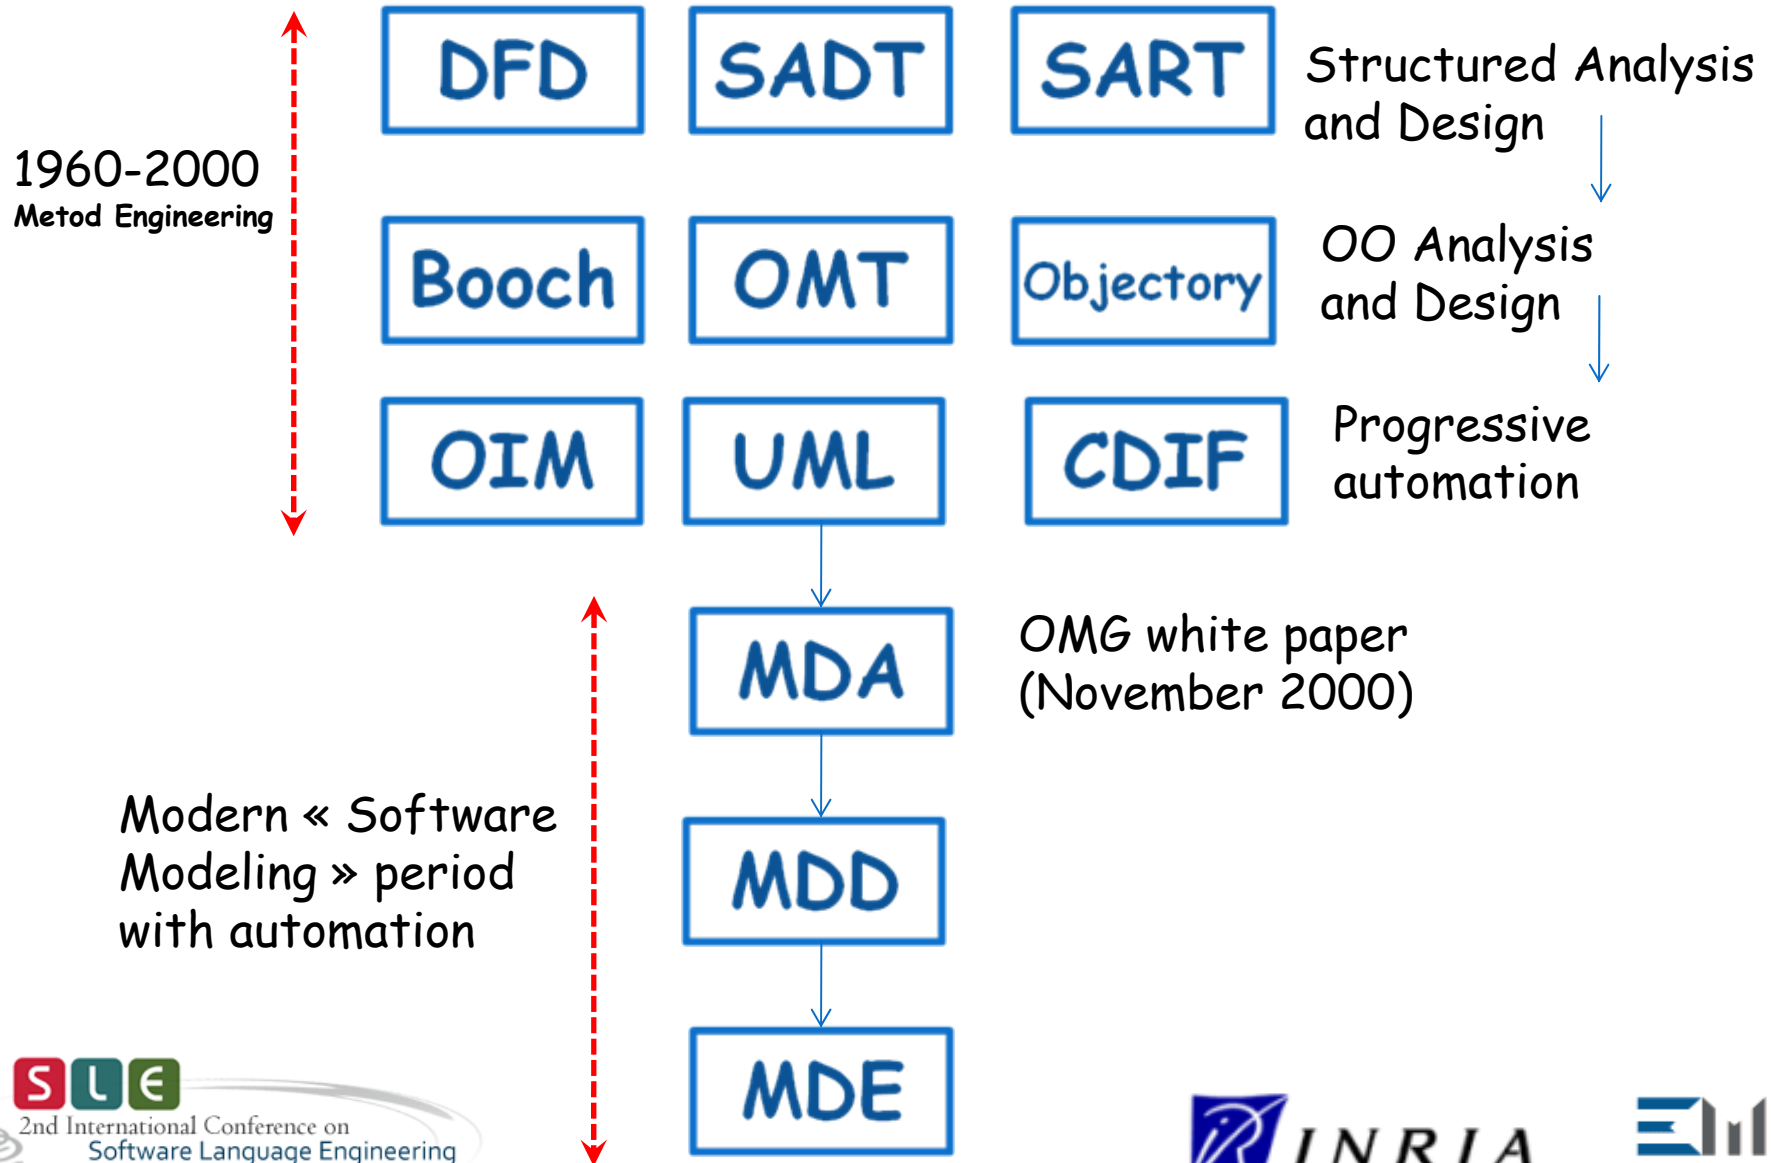 DFD SADT SART
Structured Analysis
and Design
1960-2000
Metod Engineering
Booch OMT Objectory
OO Analysis
and Design
OIM UML CDIF
Progressive
automation
MDA
OMG white paper
(November 2000)
Modern « Software
Modeling » period
with automation
MDD
MDE
SLE
2nd International Conference on
Software Language Engineering
INRIA